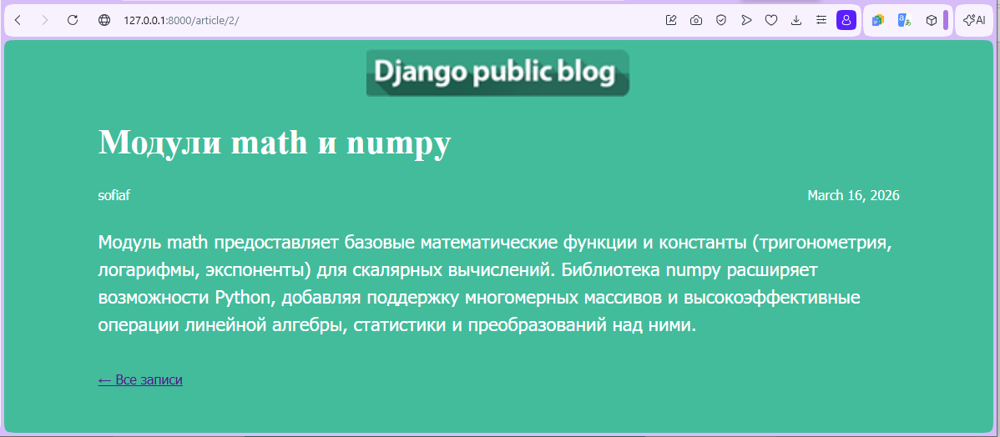 127.0.0.1:8000/article/2/
AI
Django public blog
Модули math и numpy
sofiaf
March 16, 2026
Модуль math предоставляет базовые математические функции и константы (тригонометрия,
логарифмы, экспоненты) для скалярных вычислений. Библиотека numpy расширяет
возможности Python, добавляя поддержку многомерных массивов и высокоэффективные
операции линейной алгебры, статистики и преобразований над ними.
← Все записи